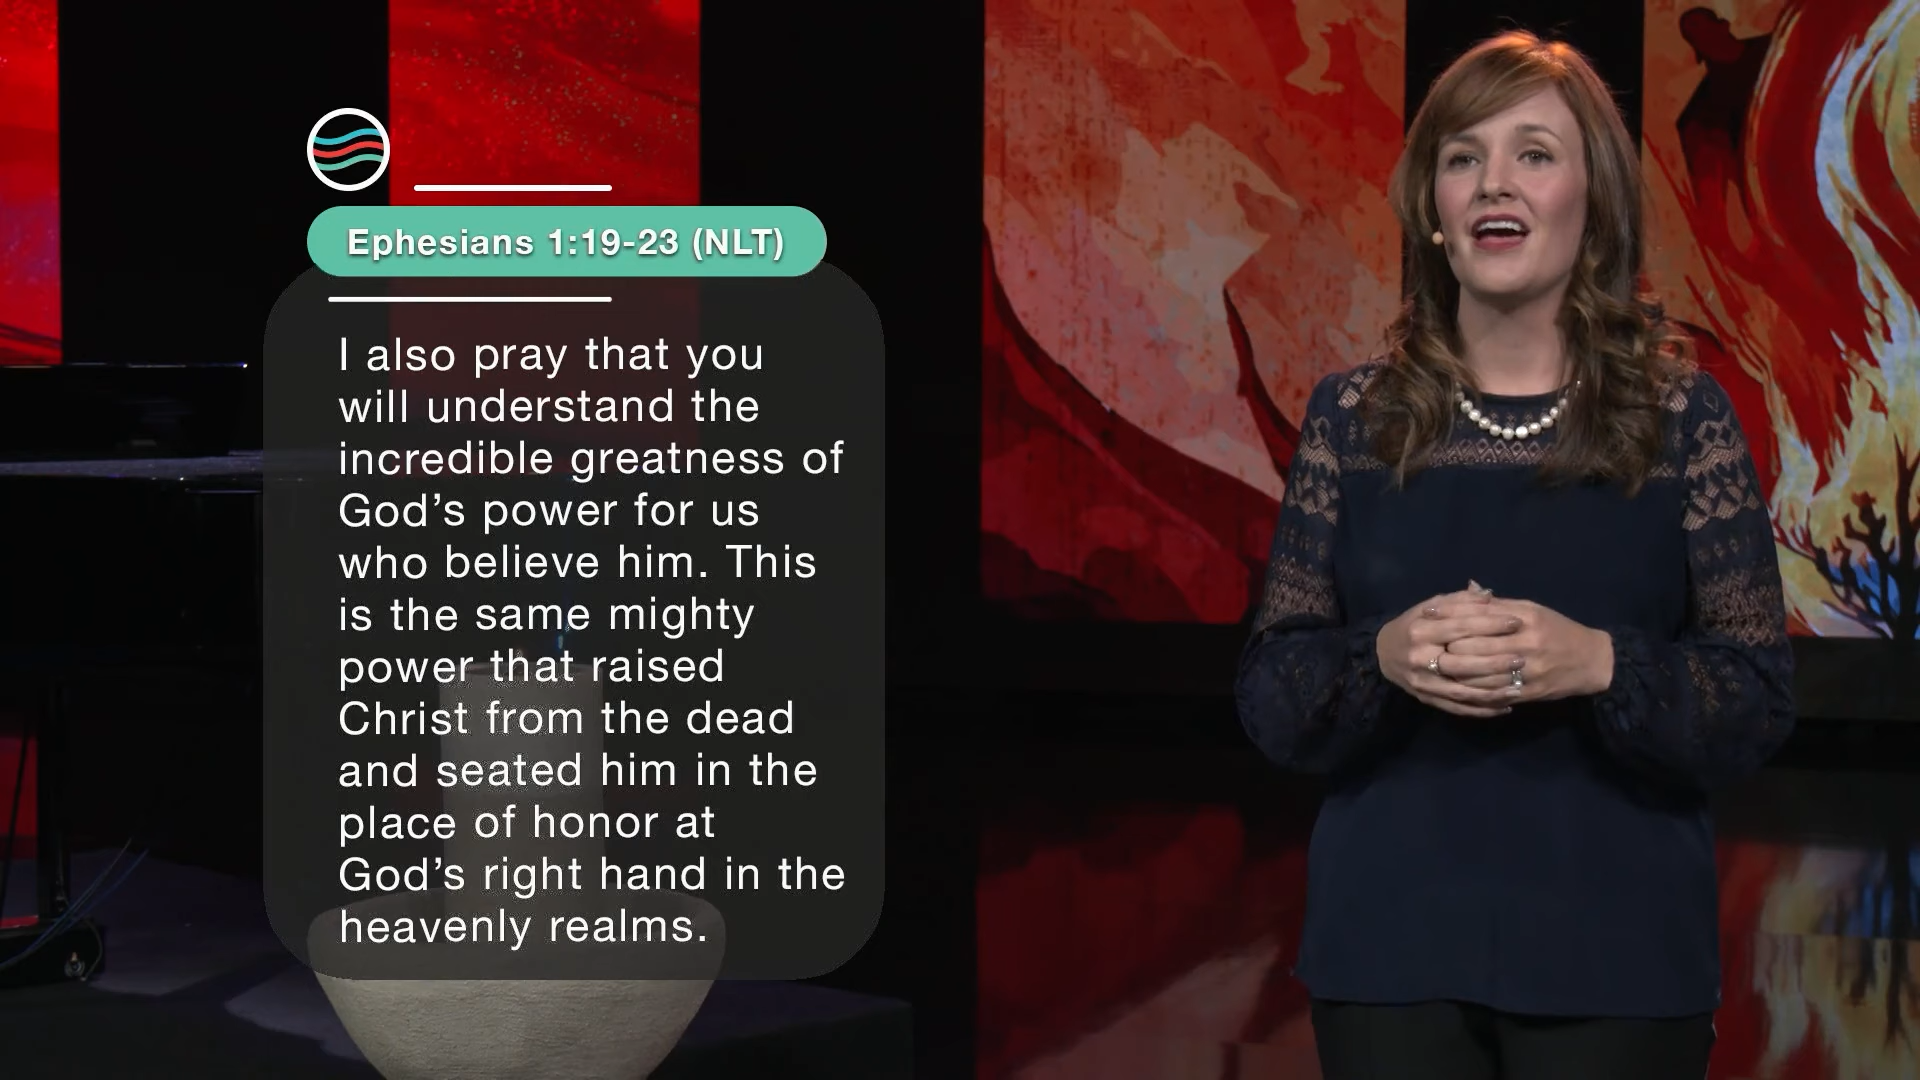 Ephesians 1:19-23 (NLT)
I also pray that you
will understand the
incredible greatness of
God’s power for us
who believe him. This
is the same mighty
power that raised
Christ from the dead
and seated him in the
place of honor at
God’s right hand in the
heavenly realms.